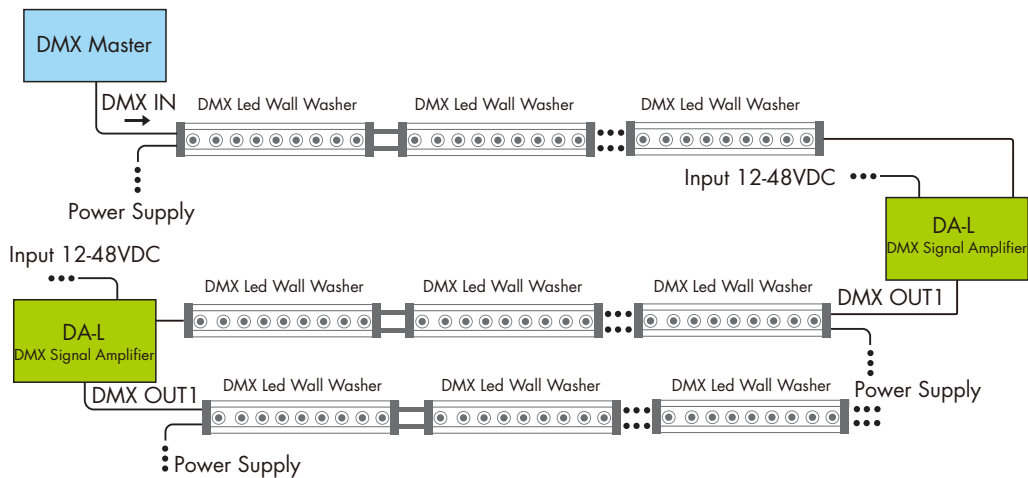 DMX Master
DMX IN
DMX Led Wall Washer
DMX Led Wall Washer
DMX Led Wall Washer
Input 12-48VDC
Power Supply
DA-L
DMX Signal Amplifier
Input 12-48VDC
DMX Led Wall Washer
DMX Led Wall Washer
DMX Led Wall Washer
DMX OUT1
DA-L
DMX Signal Amplifier
DMX OUT1
DMX Led Wall Washer
DMX Led Wall Washer
DMX Led Wall Washer
Power Supply
Power Supply